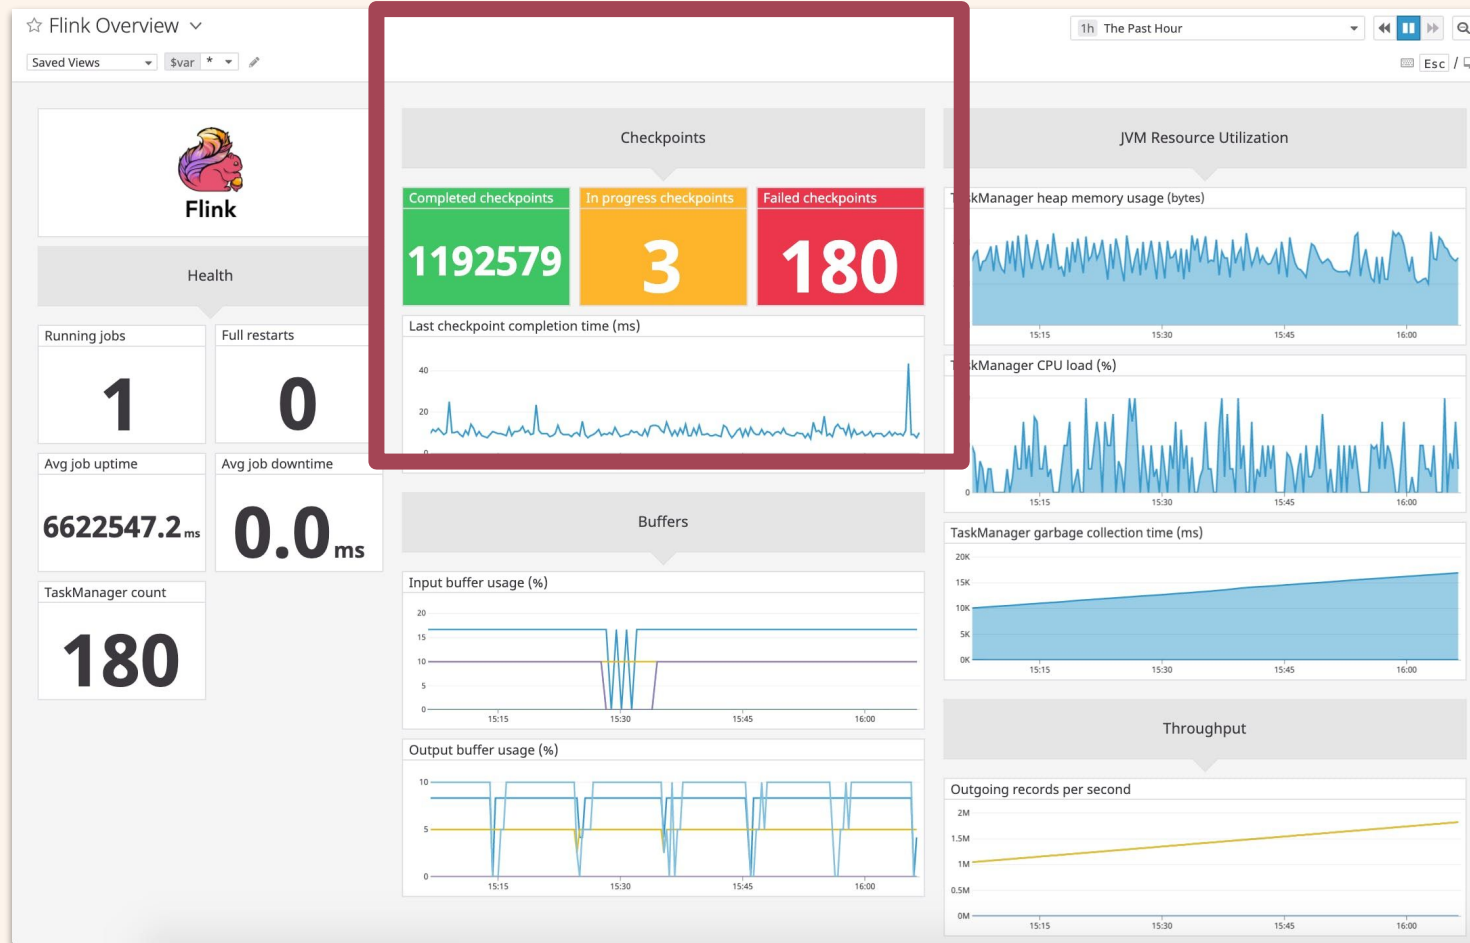 Flink Overview
1h The Past Hour
Saved Views
$var *
Esc /
Flink
Health
Running jobs
1
Full restarts
0
Avg job uptime
6622547.2 ms
Avg job downtime
0.0 ms
TaskManager count
180
Checkpoints
Completed checkpoints
1192579
In progress checkpoints
3
Failed checkpoints
180
Last checkpoint completion time (ms)
40
20
0
Buffers
Input buffer usage (%)
20
15
10
5
0
15:15 15:30 15:45 16:00
Output buffer usage (%)
10
5
0
15:15 15:30 15:45 16:00
JVM Resource Utilization
kManager heap memory usage (bytes)
15:15 15:30 15:45 16:00
kManager CPU load (%)
0
15:15 15:30 15:45 16:00
TaskManager garbage collection time (ms)
20K
15K
10K
5K
0K
15:15 15:30 15:45 16:00
Throughput
Outgoing records per second
2M
1.5M
1M
0.5M
0M
15:15 15:30 15:45 16:00